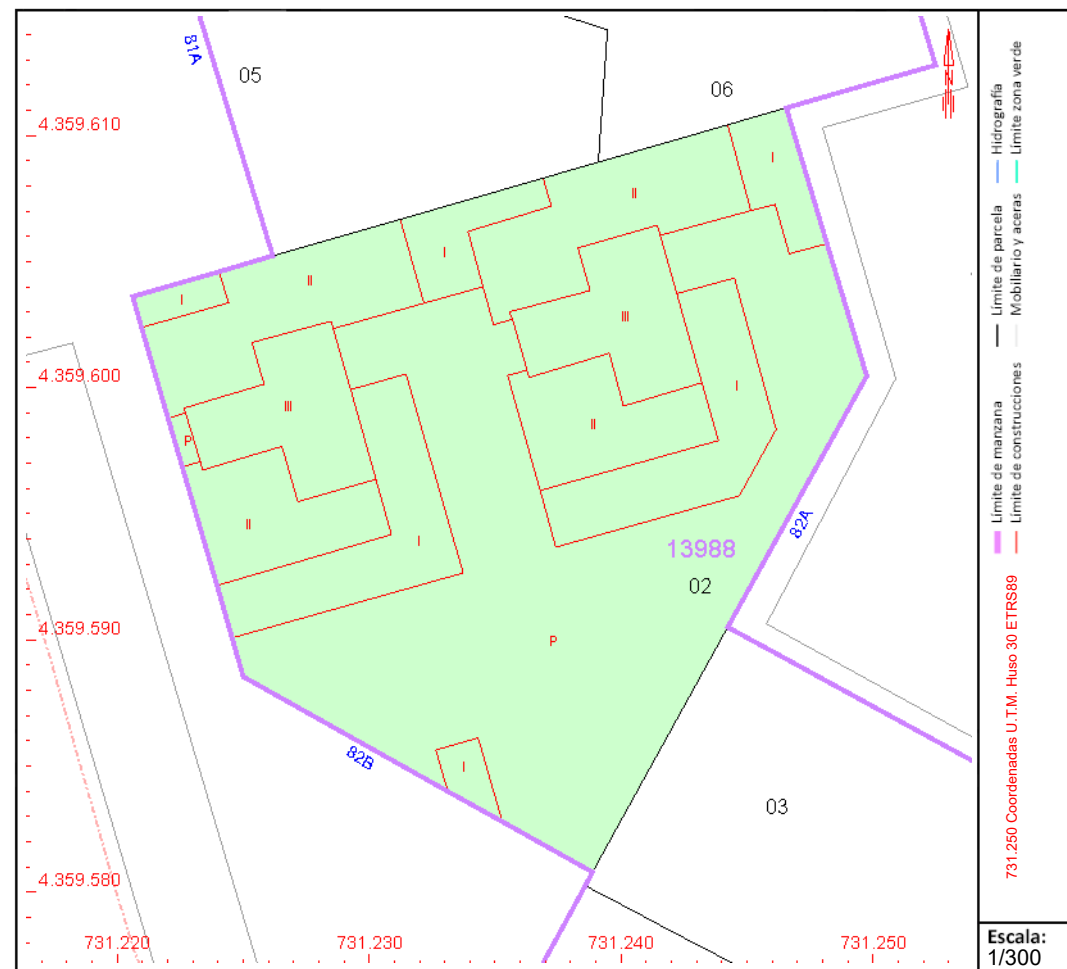 81A
05
06
N
4.359.610
I
II
I
II
I
4.359.600
III
III
I
P
II
II
I
13988
82A
02
4.359.590
P
82B
I
03
4.359.580
731.220
731.230
731.240
731.250
Hidrografía
Límite zona verde
Límite de parcela
Mobiliario y aceras
Límite de manzana
Límite de construcciones
731.250 Coordenadas U.T.M. Huso 30 ETRS89
Escala:
1/300